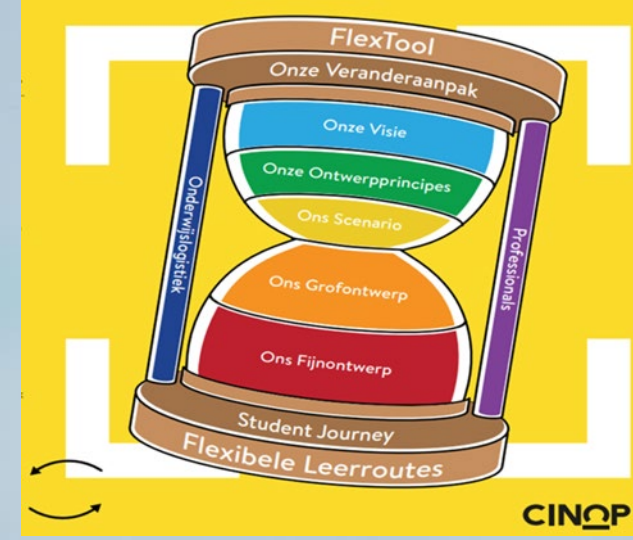 FlexTool
Onze Veranderaanpak
Onze Visie
Onze Ontwerpprincipes
Ons Scenario
Onderwijslogistiek
Professionals
Ons Grofontwerp
Ons Fijnontwerp
Student Journey
Flexibele Leerroutes
CINOP